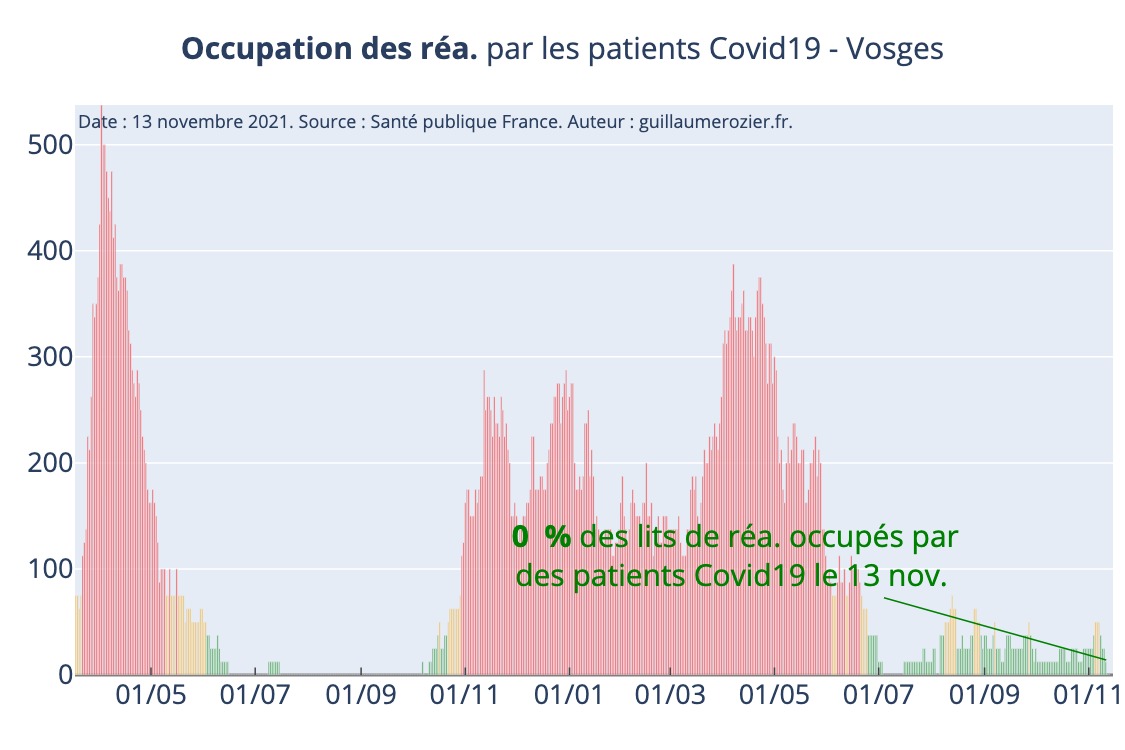 Occupation des réa. par les patients Covid19 - Vosges
Date : 13 novembre 2021. Source : Santé publique France. Auteur : guillaumerozier.fr.
500
400
300
200
100
0
0 % des lits de réa. occupés par
des patients Covid19 le 13 nov.
01/05 01/07 01/09 01/11 01/01 01/03 01/05 01/07 01/09 01/11